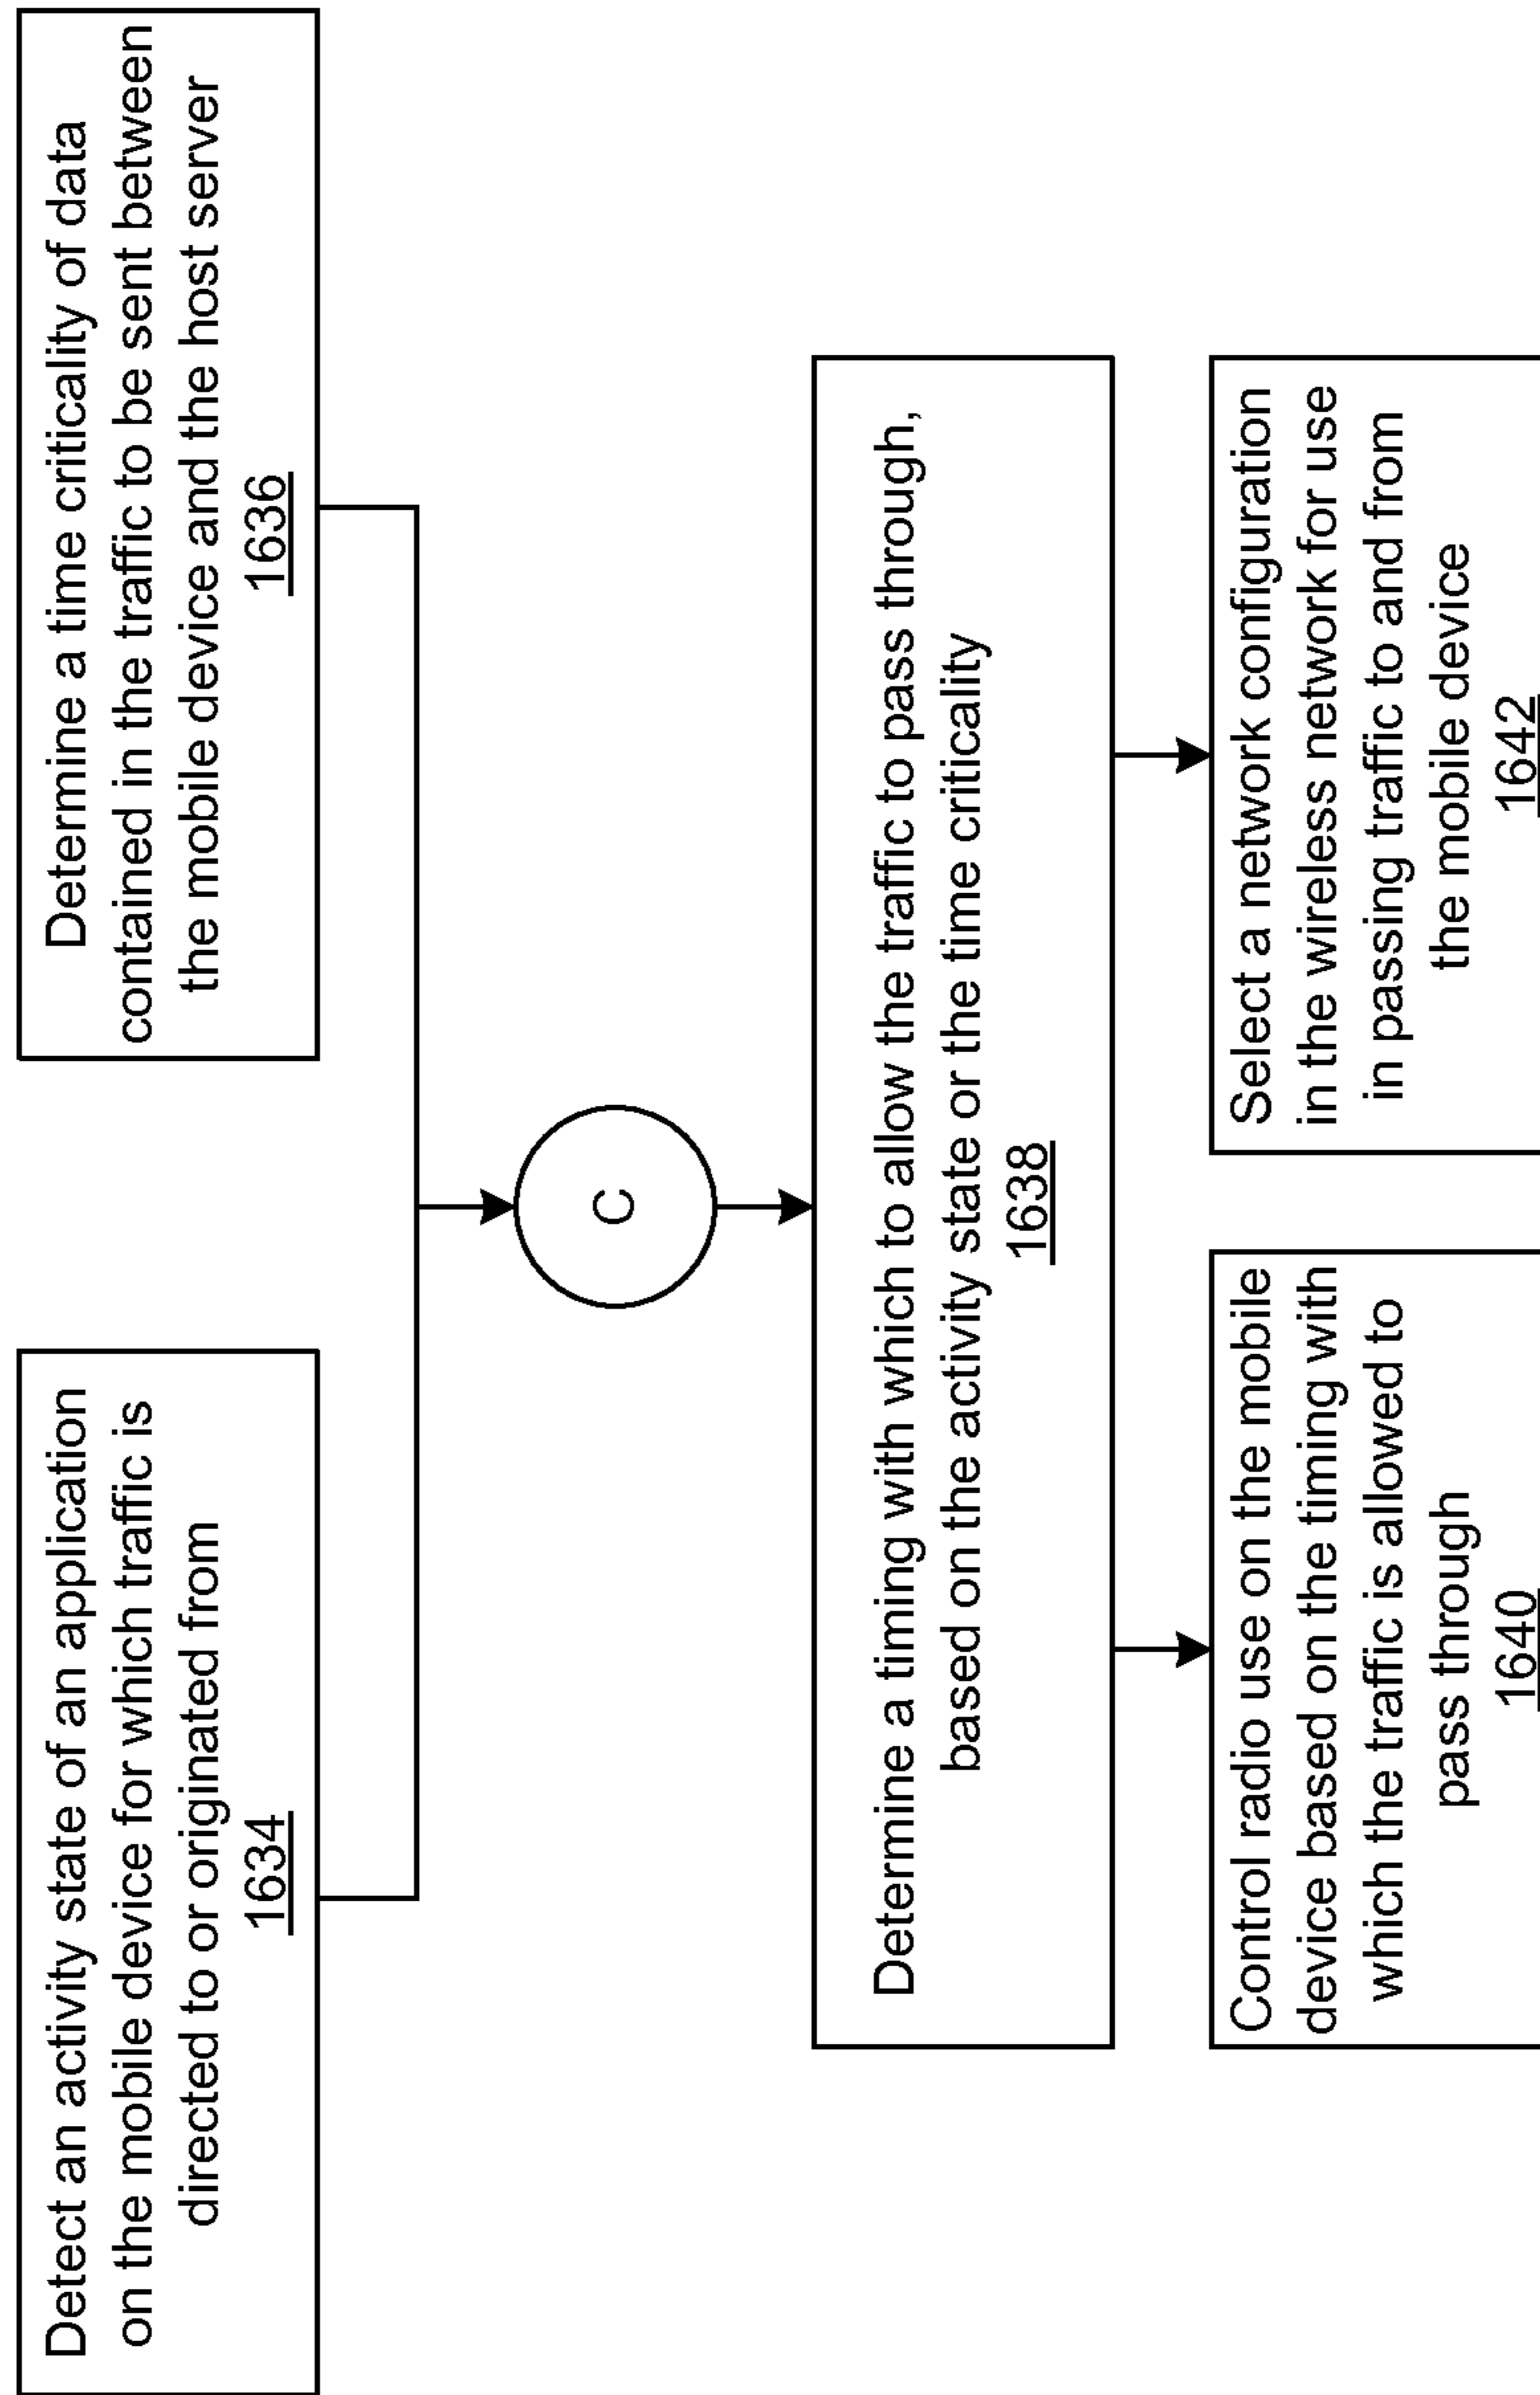 Detect an activity state of an application
on the mobile device for which traffic is
directed to or originated from
1634
Determine a time criticality of data
contained in the traffic to be sent between
the mobile device and the host server
1636
C
Determine a timing with which to allow the traffic to pass through,
based on the activity state or the time criticality
1638
Control radio use on the mobile
device based on the timing with
which the traffic is allowed to
pass through
1640
Select a network configuration
in the wireless network for use
in passing traffic to and from
the mobile device
1642